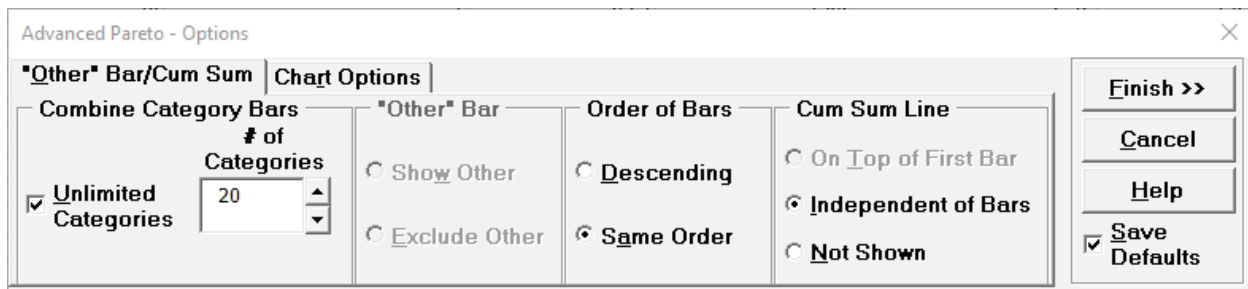 Advanced Pareto - Options
"Other" Bar/Cum Sum
Chart Options
Combine Category Bars
# of
Categories
Unlimited
Categories
20
"Other" Bar
Show Other
Exclude Other
Order of Bars
Descending
Same Order
Cum Sum Line
On Top of First Bar
Independent of Bars
Not Shown
Finish >>
Cancel
Help
Save
Defaults